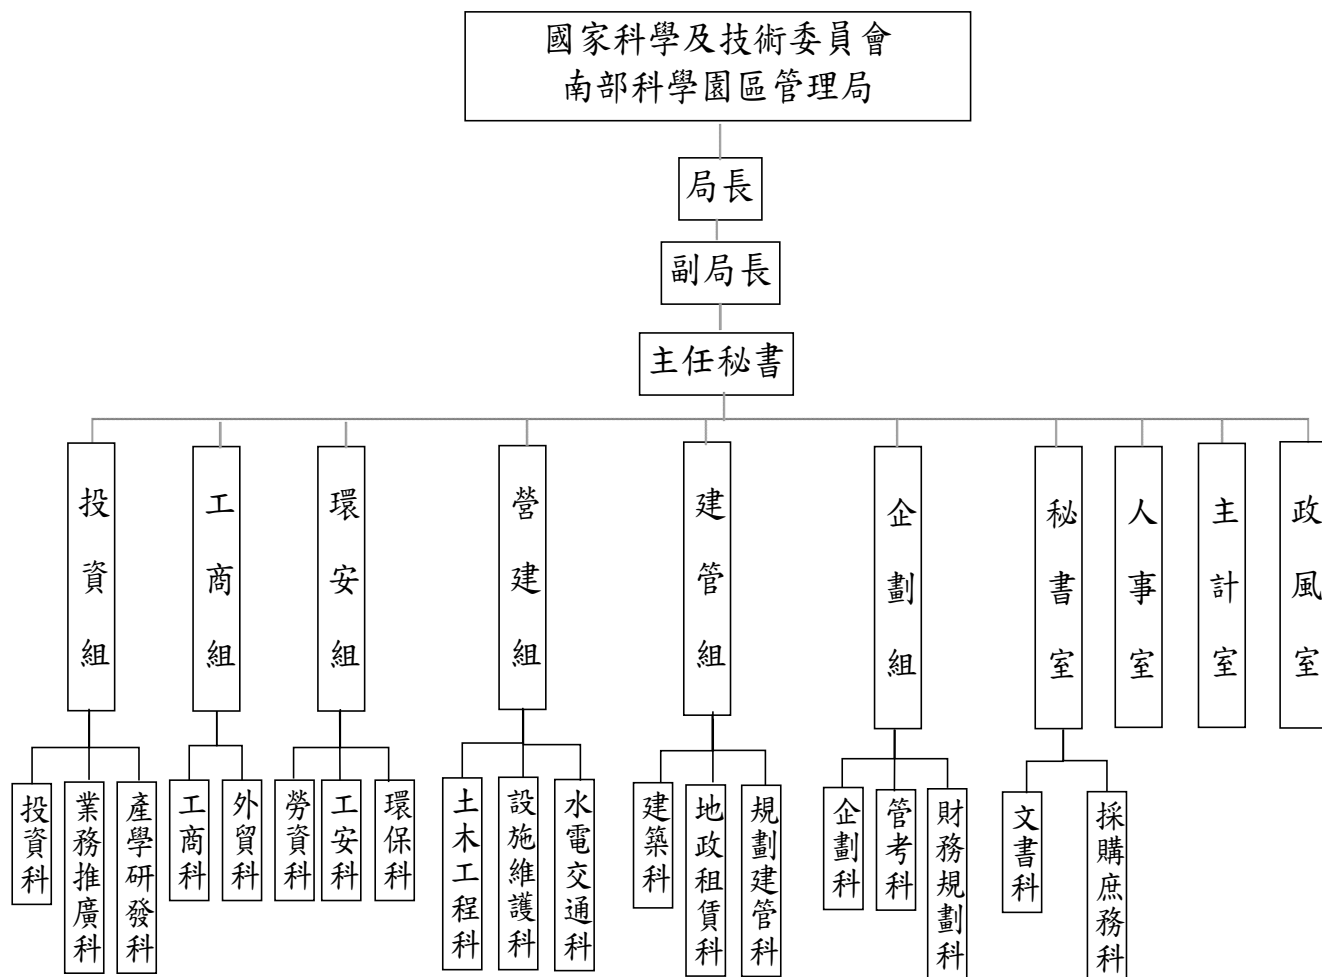 國家科學及技術委員會
南部科學園區管理局
局長
副局長
主任秘書
投資組
工商組
環安組
營建組
建管組
企劃組
秘書室
人事室
主計室
政風室
投資科
業務推廣科
產學研發科
工商科
外貿科
勞資科
工安科
環保科
土木工程科
設施維護科
水電交通科
建築科
地政租賃科
規劃建管科
企劃科
管考科
財務規劃科
文書科
採購庶務科